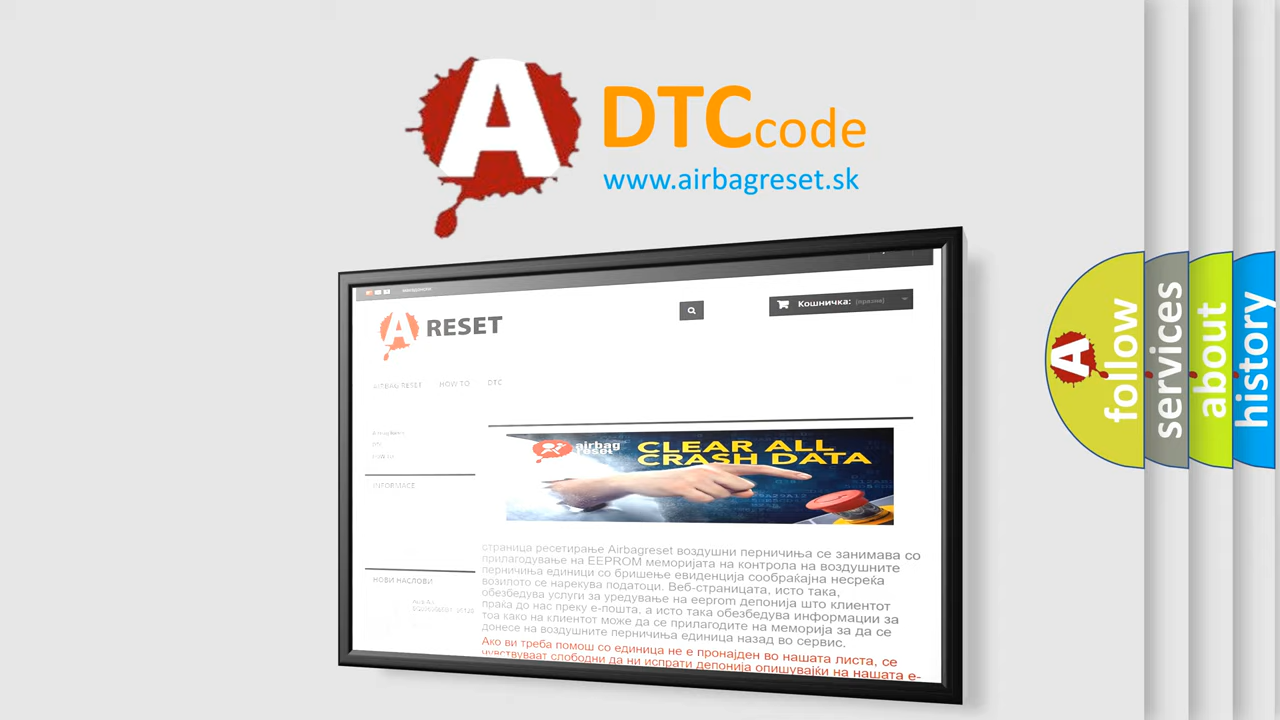 A DTC code
www.airbagreset.sk
A RESET
Кошничка: (празна)
AIRBAG RESET HOW TO DTC
DTC
INFORMACE
airbag reset
CLEAR ALL
CRASH DATA
страница ресетирање Airbagreset воздушни перничиња се занимава со
прилагодување на EEPROM меморијата на контрола на воздушните
перничиња единици со бришење евиденција сообраќајна несреќа
возилото се нарекува податоци. Веб-страницата, исто така,
обезбедува услуги за уредување на eeprom депонија што клиентот
праќа до нас преку е-пошта, а исто така обезбедува информации за
тоа како на клиентот може да се прилагодите на меморија за да се
донесе на воздушните перничиња единица назад во сервис.
Ако ви треба помош со единица не е пронајден во нашата листа, се
чувствуваат слободни да ни испрати депонија опишувајќи на нашата е-
НОВИ НАСЛОВИ
A follow
services
about
history